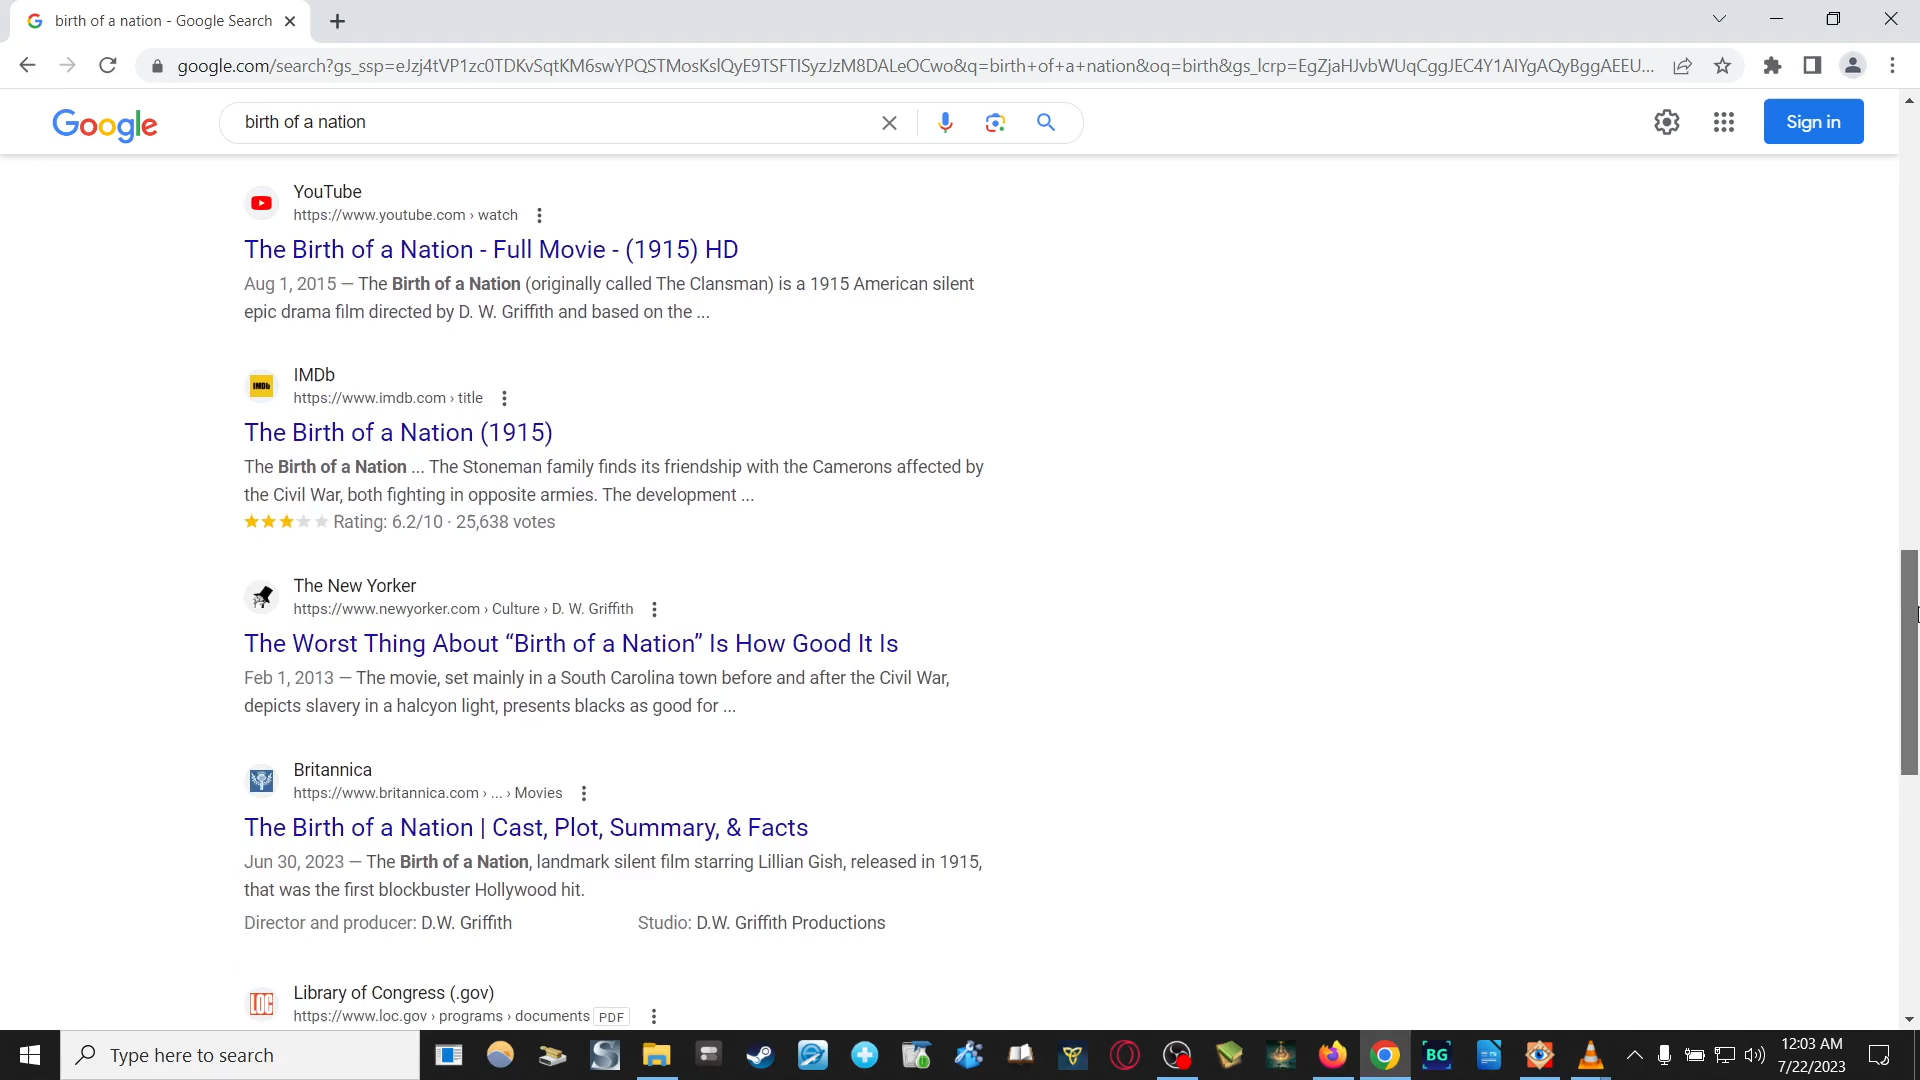 birth of a nation - Google Search
google.com/search?gs_ssp=eJzj4tVP1zc0TDKvSqtKM6swYPQSTMosKslQyE9TSFTISyzJzM8DALeOCwo&q=birth+of+a+nation&oq=birth&gs_lcrp=EgZjaHJvbWUqCggJEC4Y1AIYgAQyBggAEEU...
Google
birth of a nation
Sign in
YouTube
https://www.youtube.com › watch
The Birth of a Nation - Full Movie - (1915) HD
Aug 1, 2015 — The Birth of a Nation (originally called The Clansman) is a 1915 American silent
epic drama film directed by D. W. Griffith and based on the ...
IMDb
IMDb
https://www.imdb.com › title
The Birth of a Nation (1915)
The Birth of a Nation ... The Stoneman family finds its friendship with the Camerons affected by
the Civil War, both fighting in opposite armies. The development ...
Rating: 6.2/10 · 25,638 votes
The New Yorker
https://www.newyorker.com › Culture › D. W. Griffith
The Worst Thing About “Birth of a Nation” Is How Good It Is
Feb 1, 2013 — The movie, set mainly in a South Carolina town before and after the Civil War,
depicts slavery in a halcyon light, presents blacks as good for ...
Britannica
https://www.britannica.com › ... › Movies
The Birth of a Nation | Cast, Plot, Summary, & Facts
Jun 30, 2023 — The Birth of a Nation, landmark silent film starring Lillian Gish, released in 1915,
that was the first blockbuster Hollywood hit.
Director and producer: D.W. Griffith Studio: D.W. Griffith Productions
LOC
Library of Congress (.gov)
https://www.loc.gov › programs › documents PDF
Type here to search
BG
12:03 AM
7/22/2023